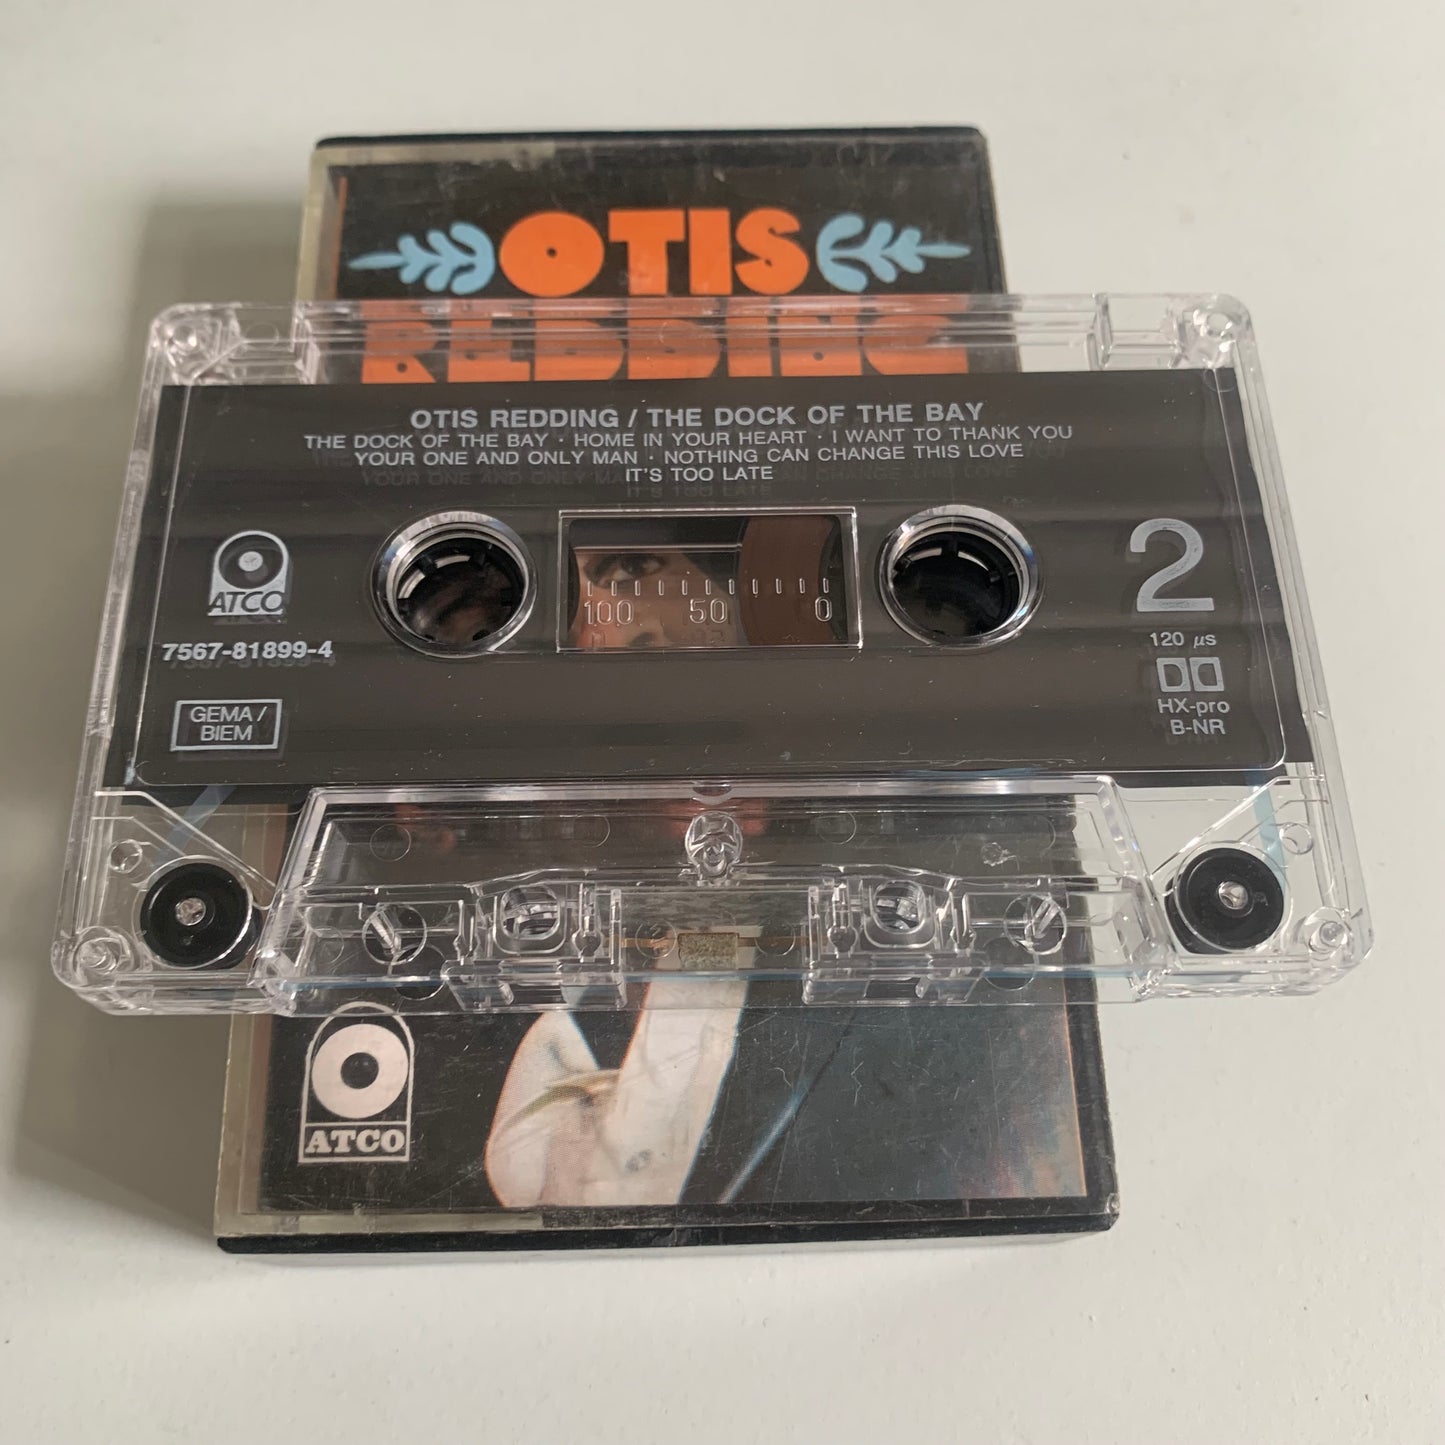 OTIS
REDDING
OTIS REDDING / THE DOCK OF THE BAY
THE DOCK OF THE BAY · HOME IN YOUR HEART · I WANT TO THANK YOU
YOUR ONE AND ONLY MAN · NOTHING CAN CHANGE THIS LOVE
IT'S TOO LATE
ATCO
7567-81899-4
GEMA/
BIEM
100 50 0
2
120 µs
HX-pro
B-NR
ATCO